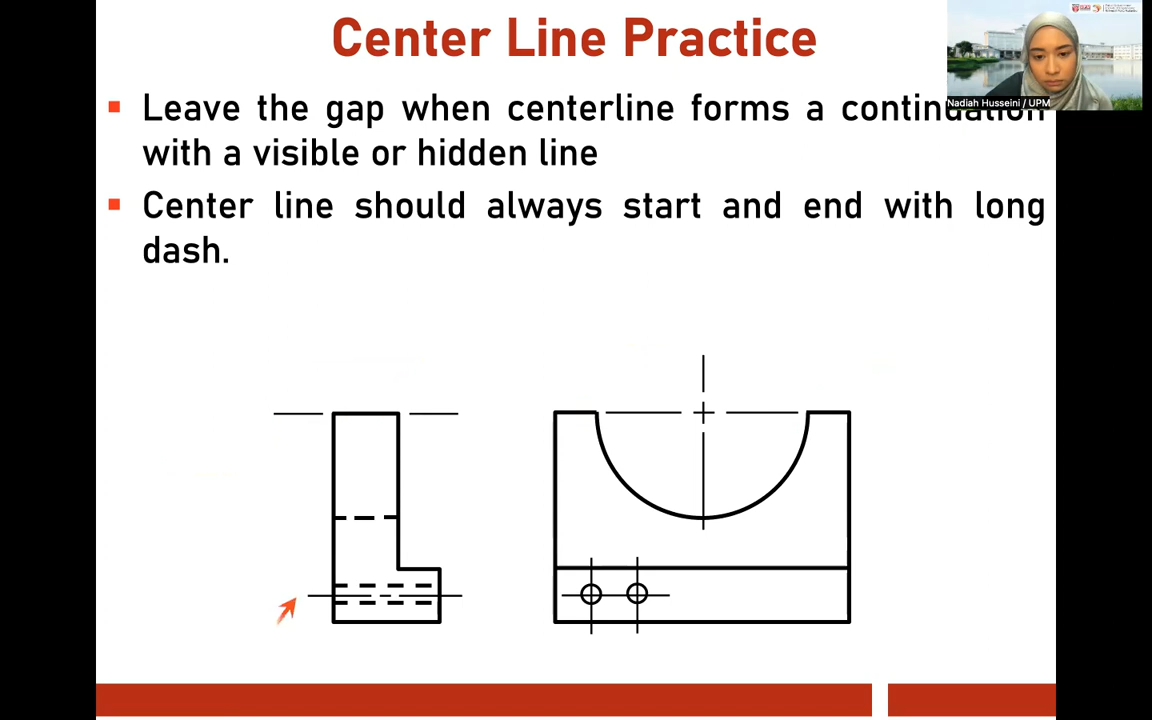 Center Line Practice
Leave the gap when centerline forms a continuation
with a visible or hidden line
Center line should always start and end with long
dash.
Nadiah Husseini / UPM